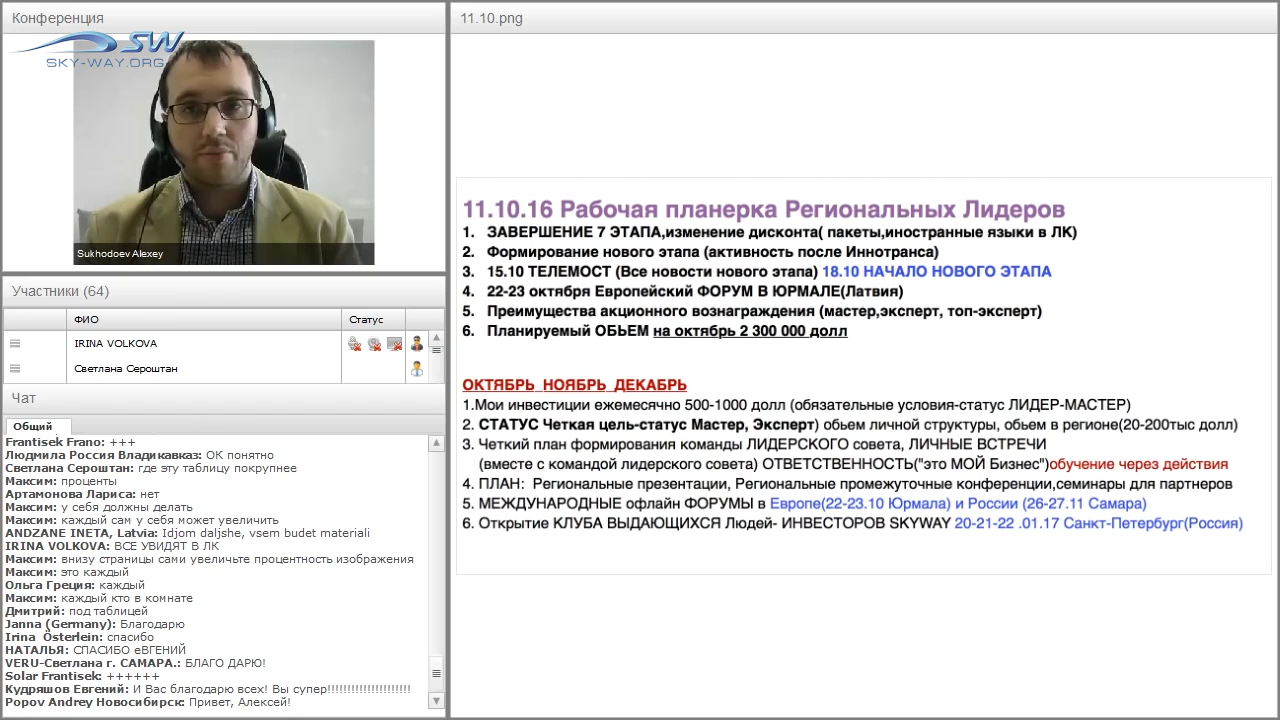 Конференция
SW
SKY-WAY.ORG
Sukhodoev Alexey
Участники (64)
ФИО
Статус
IRINA VOLKOVA
Светлана Сероштан
Чат
Общий
Frantisek Frano: +++
Людмила Россия Владикавказ: ОК понятно
Светлана Сероштан: где эту таблицу покрупнее
Максим: проценты
Артамонова Лариса: нет
Максим: у себя должны делать
Максим: каждый сам у себя может увеличить
ANDZANE INETA, Latvia: Idjom daljshe, vsem budet materiali
IRINA VOLKOVA: ВСЕ УВИДЯТ В ЛК
Максим: внизу страницы сами увеличьте процентность изображения
Максим: это каждый
Ольга Греция: каждый
Максим: каждый кто в комнате
Дмитрий: под таблицей
Janna (Germany): Благодарю
Irina Österlein: спасибо
НАТАЛЬЯ: СПАСИБО еВГЕНИЙ
VERU-Светлана г. САМАРА.: БЛАГО ДАРЮ!
Solar Frantisek: ++++++
Кудряшов Евгений: И Вас благодарю всех! Вы супер!!!!!!!!!!!!!!!!!!!!!
Popov Andrey Новосибирск: Привет, Алексей!
11.10.png
11.10.16 Рабочая планерка Региональных Лидеров
1. ЗАВЕРШЕНИЕ 7 ЭТАПА,изменение дисконта( пакеты,иностранные языки в ЛК)
2. Формирование нового этапа (активность после Иннотранса)
3. 15.10 ТЕЛЕМОСТ (Все новости нового этапа) 18.10 НАЧАЛО НОВОГО ЭТАПА
4. 22-23 октября Европейский ФОРУМ В ЮРМАЛЕ(Латвия)
5. Преимущества акционного вознаграждения (мастер,эксперт, топ-эксперт)
6. Планируемый ОБЬЕМ на октябрь 2 300 000 долл
ОКТЯБРЬ НОЯБРЬ ДЕКАБРЬ
1.Мои инвестиции ежемесячно 500-1000 долл (обязательные условия-статус ЛИДЕР-МАСТЕР)
2. СТАТУС Четкая цель-статус Мастер, Эксперт) обьем личной структуры, обьем в регионе(20-200тыс долл)
3. Четкий план формирования команды ЛИДЕРСКОГО совета, ЛИЧНЫЕ ВСТРЕЧИ
(вместе с командой лидерского совета) ОТВЕТСТВЕННОСТЬ("это МОЙ Бизнес")обучение через действия
4. ПЛАН: Региональные презентации, Региональные промежуточные конференции,семинары для партнеров
5. МЕЖДУНАРОДНЫЕ офлайн ФОРУМЫ в Европе(22-23.10 Юрмала) и России (26-27.11 Самара)
6. Открытие КЛУБА ВЫДАЮЩИХСЯ Людей- ИНВЕСТОРОВ SKYWAY 20-21-22 .01.17 Санкт-Петербург(Россия)